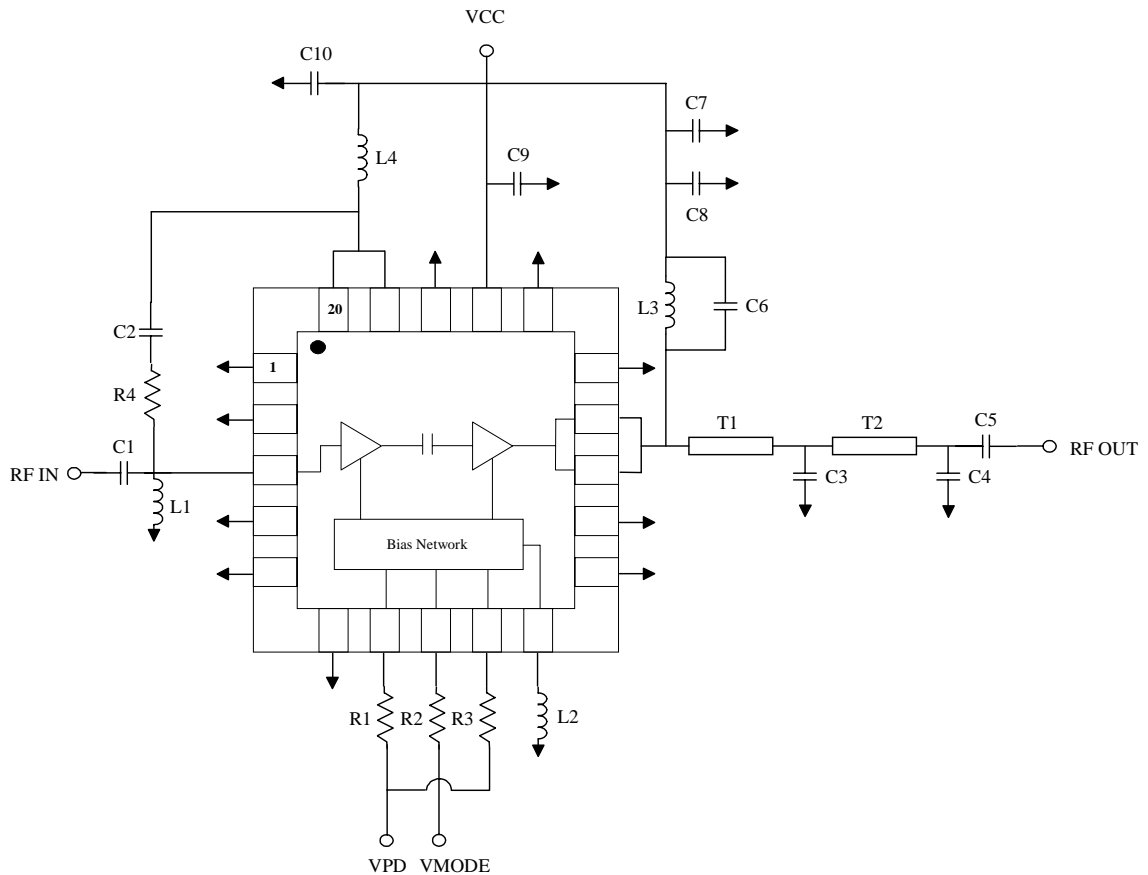 VCC
C10
C7
L4
C9
C8
L3
C6
20
C2
1
R4
T1
T2
C5
C1
RF IN
RF OUT
C3
C4
L1
Bias Network
R1
R2
R3
L2
VPD
VMODE